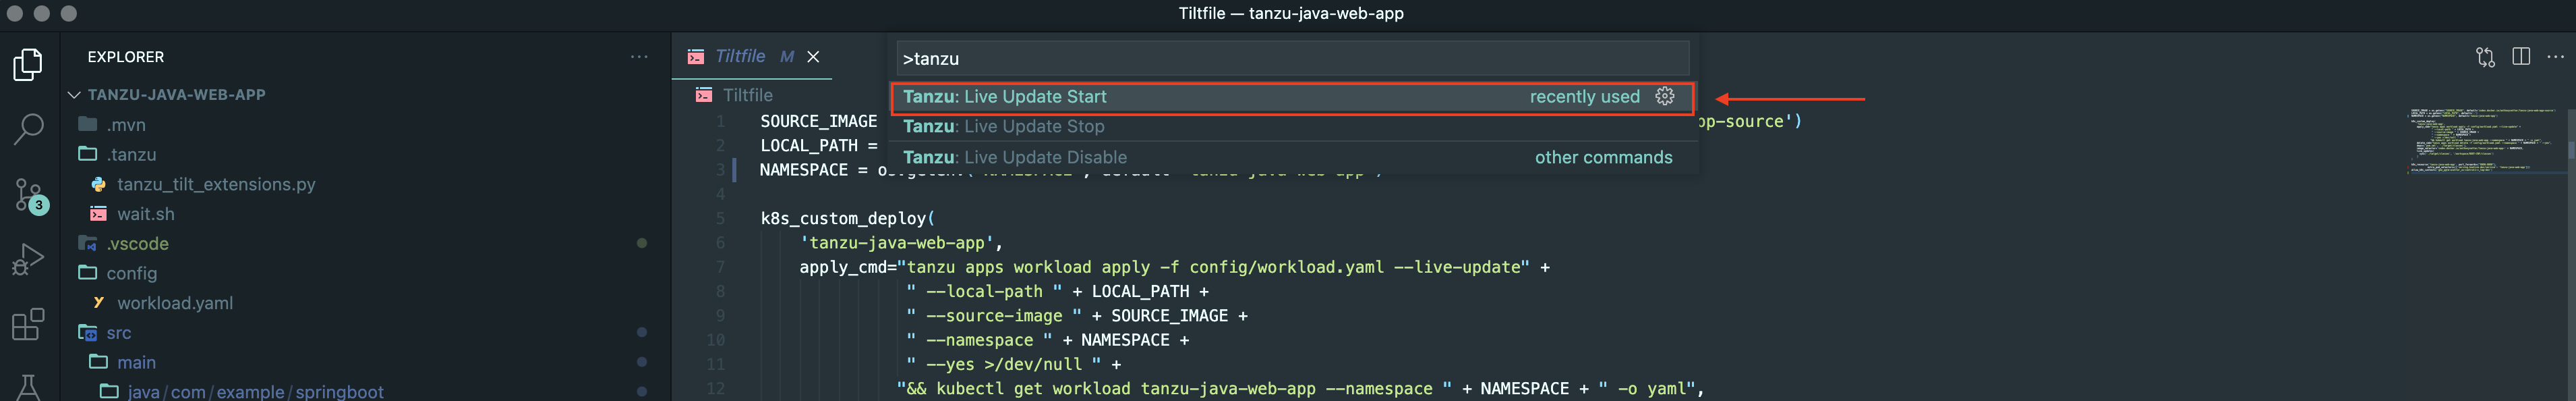 Tiltfile — tanzu-java-web-app
EXPLORER
TANZU-JAVA-WEB-APP
.mvn
.tanzu
tanzu_tilt_extensions.py
wait.sh
.vscode
config
workload.yaml
src
main
java/com/example/springboot
3
Tiltfile M
>tanzu
Tanzu: Live Update Start recently used
Tanzu: Live Update Stop
Tanzu: Live Update Disable other commands
Tiltfile
1 SOURCE_IMAGE pp-source')
2 LOCAL_PATH =
3 NAMESPACE =
4
5 k8s_custom_deploy(
6 'tanzu-java-web-app',
7 apply_cmd="tanzu apps workload apply -f config/workload.yaml --live-update" +
8 " --local-path " + LOCAL_PATH +
9 " --source-image " + SOURCE_IMAGE +
10 " --namespace " + NAMESPACE +
11 " --yes >/dev/null " +
12 "&& kubectl get workload tanzu-java-web-app --namespace " + NAMESPACE + " -o yaml",